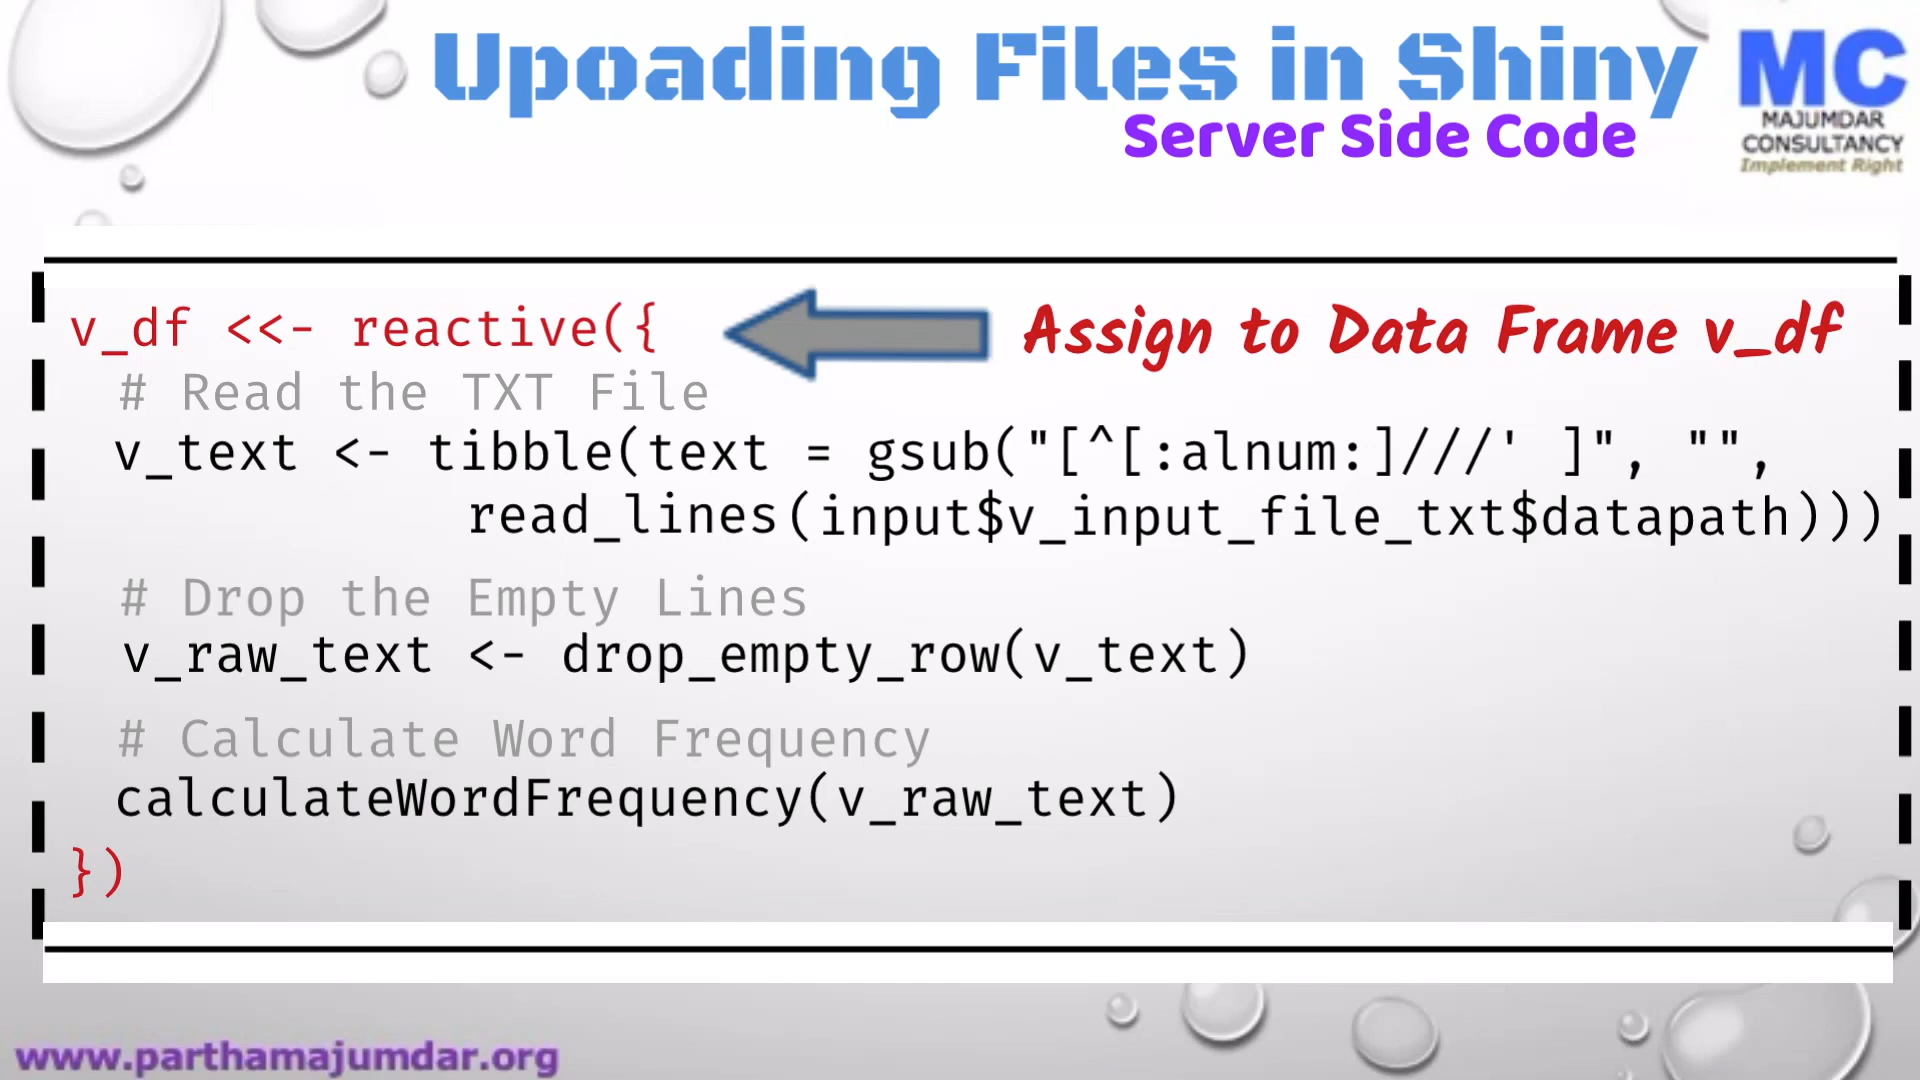 Upoading Files in Shiny
Server Side Code
MC
MAJUMDAR
CONSULTANCY
Implement Right
v_df <<- reactive({
Assign to Data Frame v_df
# Read the TXT File
v_text <- tibble(text = gsub("[^[:alnum:]///' ]", "",
read_lines(input$v_input_file_txt$datapath)))
# Drop the Empty Lines
v_raw_text <- drop_empty_row(v_text)
# Calculate Word Frequency
calculateWordFrequency(v_raw_text)
})
www.parthamajumdar.org